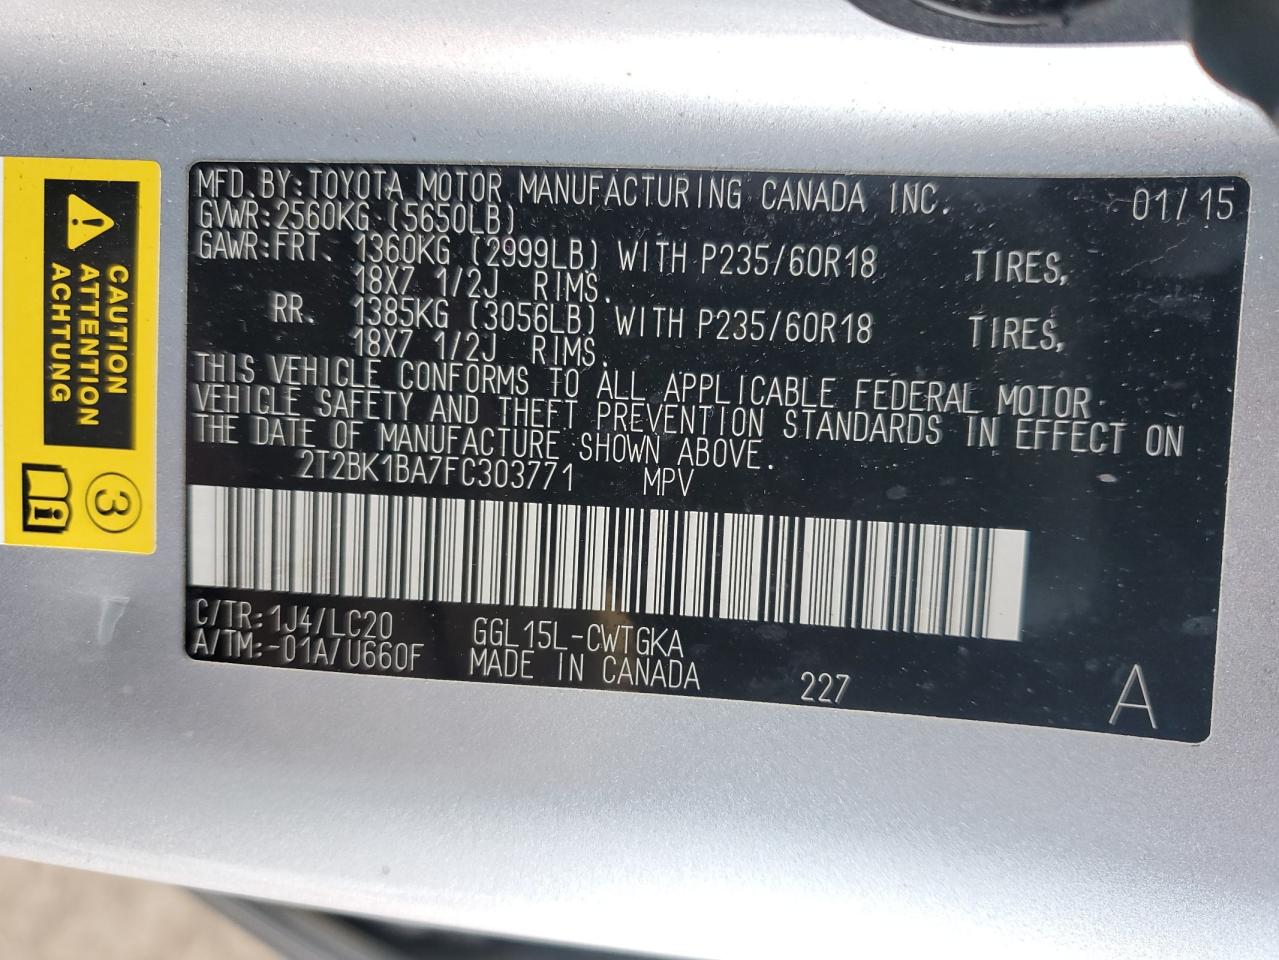 CAUTION
ATTENTION
ACHTUNG
3
MFD.BY:TOYOTA MOTOR MANUFACTURING CANADA INC. 01/15
GVWR:2560KG (5650LB)
GAWR:FRT. 1360KG (2999LB) WITH P235/60R18 TIRES,
18X7 1/2J RIMS.
RR. 1385KG (3056LB) WITH P235/60R18 TIRES,
18X7 1/2J RIMS.
THIS VEHICLE CONFORMS TO ALL APPLICABLE FEDERAL MOTOR
VEHICLE SAFETY AND THEFT PREVENTION STANDARDS IN EFFECT ON
THE DATE OF MANUFACTURE SHOWN ABOVE.
2T2BK1BA7FC303771 MPV
C/TR:1J4/LC20 GGL15L-CWTGKA
A/TM:-01A/U660F MADE IN CANADA 227 A